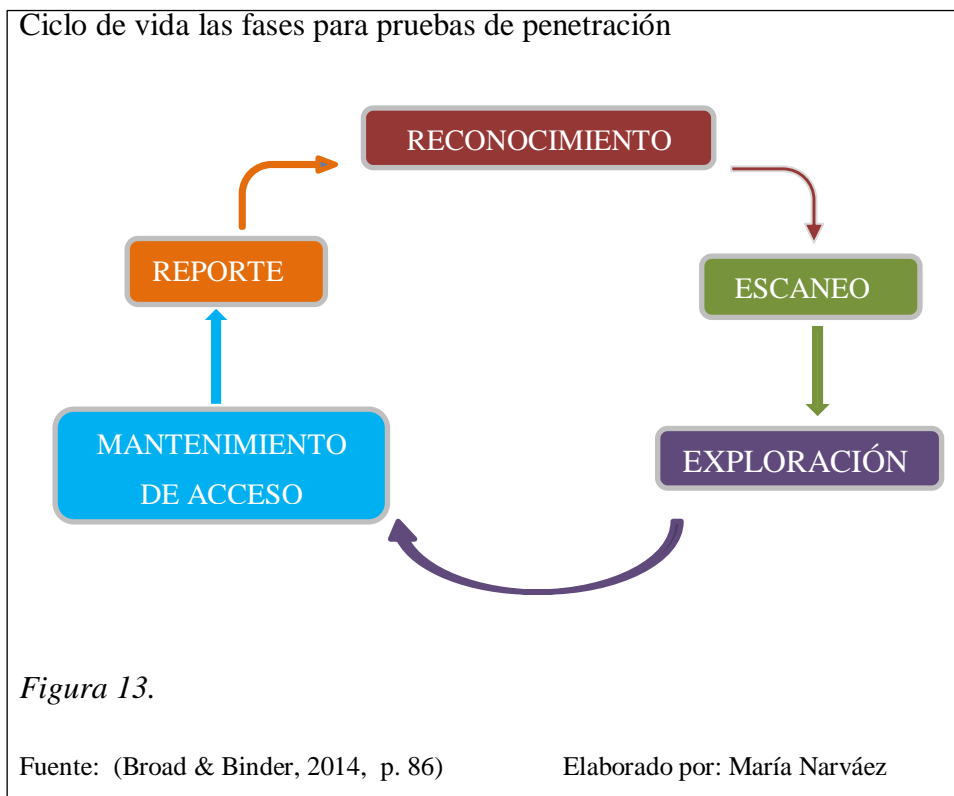 Ciclo de vida las fases para pruebas de penetración
RECONOCIMIENTO
REPORTE
ESCANEO
MANTENIMIENTO
DE ACCESO
EXPLORACIÓN
Figura 13.
Fuente: (Broad & Binder, 2014, p. 86) Elaborado por: María Narváez